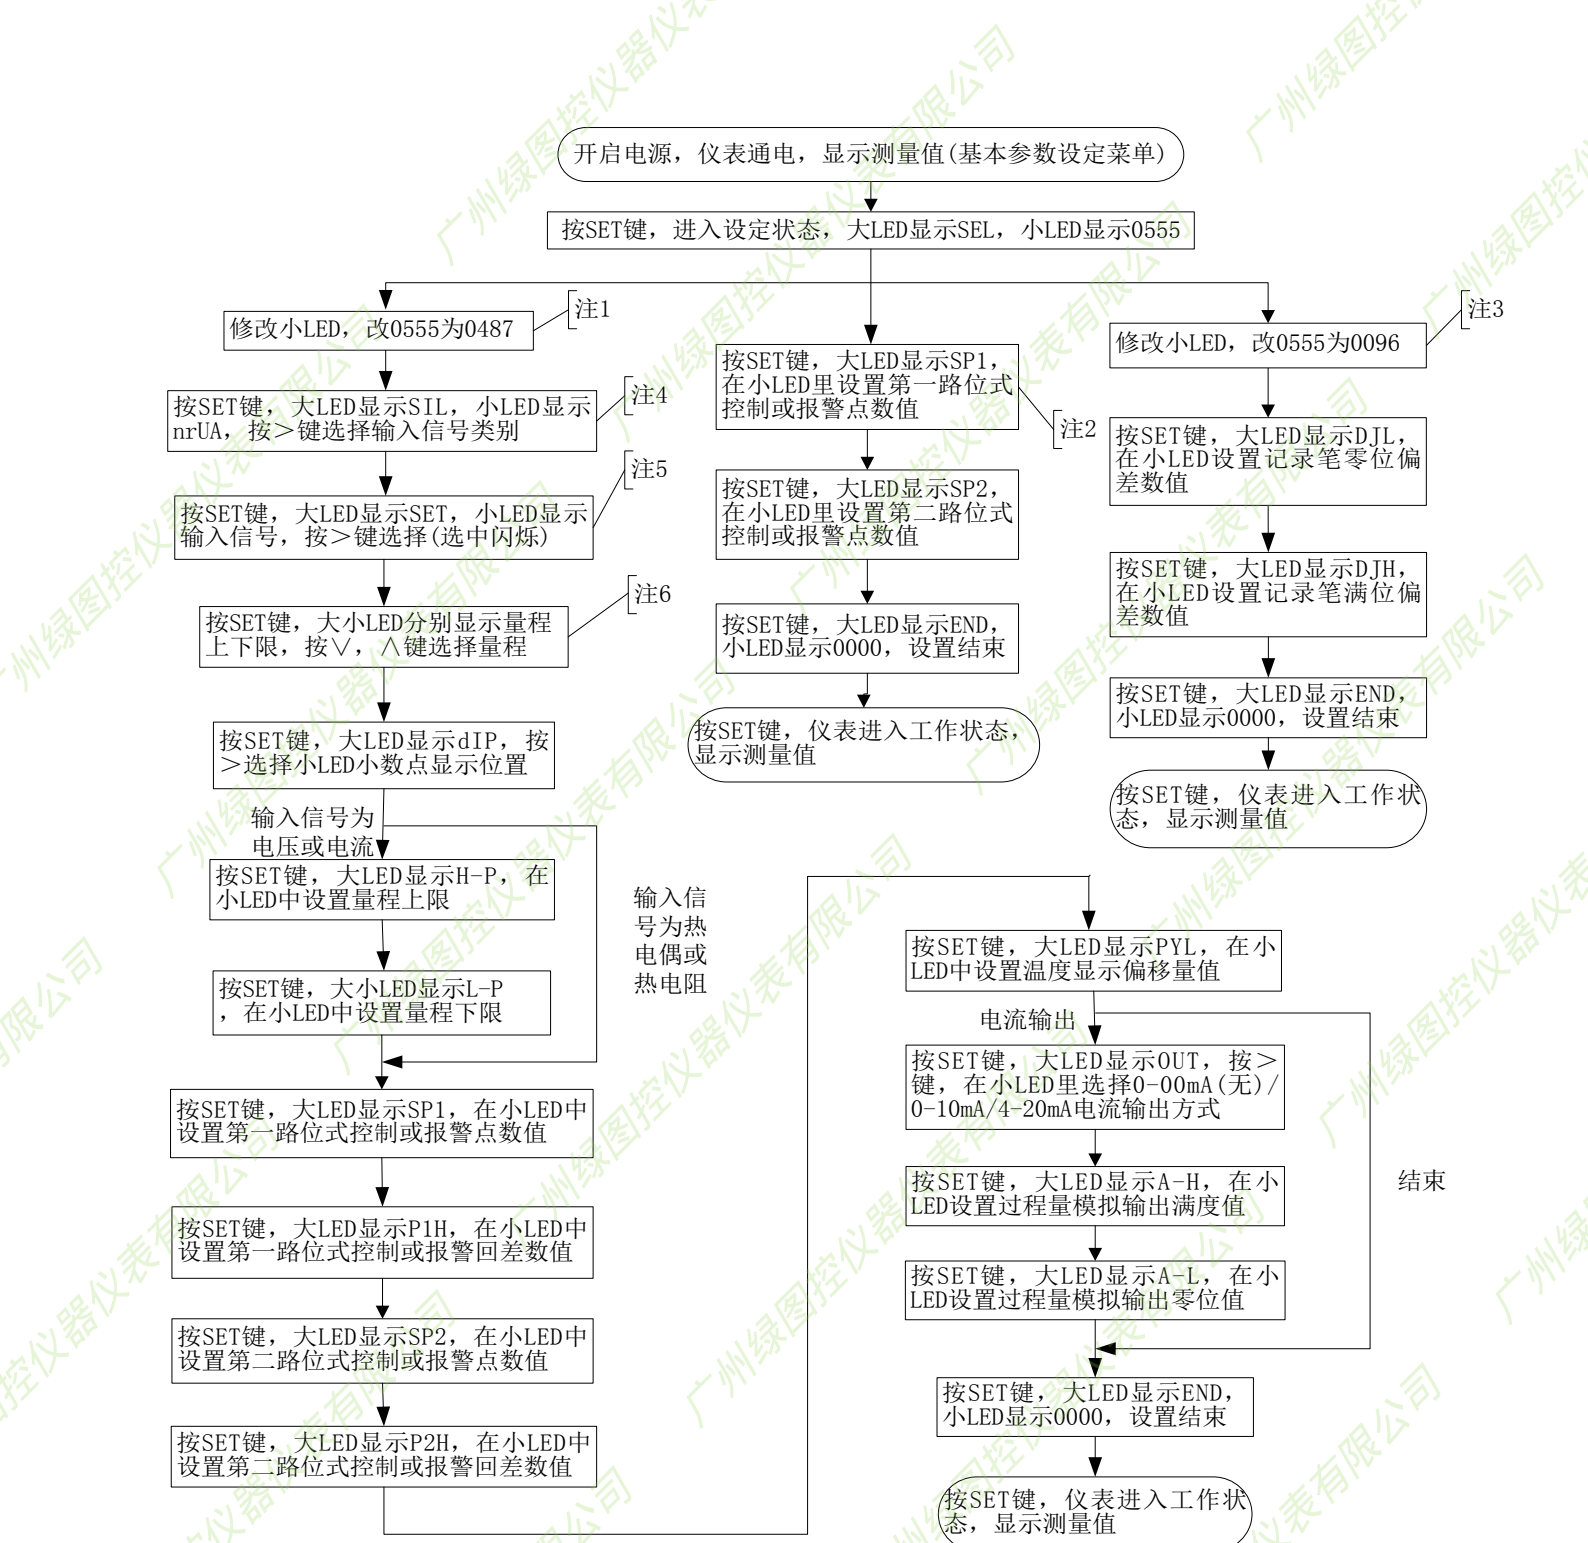 开启电源，仪表通电，显示测量值(基本参数设定菜单)
按SET键，进入设定状态，大LED显示SEL，小LED显示0555
修改小LED，改0555为0487
注1
按SET键，大LED显示SIL，小LED显示
nrUA，按＞键选择输入信号类别
注4
按SET键，大LED显示SET，小LED显示
输入信号，按＞键选择(选中闪烁)
注5
按SET键，大小LED分别显示量程
上下限，按∨，∧键选择量程
注6
按SET键，大LED显示dIP，按
＞选择小LED小数点显示位置
输入信号为
电压或电流
按SET键，大LED显示H-P，在
小LED中设置量程上限
输入信
号为热
电偶或
热电阻
按SET键，大小LED显示L-P
，在小LED中设置量程下限
按SET键，大LED显示SP1，在小LED中
设置第一路位式控制或报警点数值
按SET键，大LED显示P1H，在小LED中
设置第一路位式控制或报警回差数值
按SET键，大LED显示SP2，在小LED中
设置第二路位式控制或报警点数值
按SET键，大LED显示P2H，在小LED中
设置第二路位式控制或报警回差数值
按SET键，大LED显示SP1，
在小LED里设置第一路位式
控制或报警点数值
注2
按SET键，大LED显示SP2，
在小LED里设置第二路位式
控制或报警点数值
按SET键，大LED显示END，
小LED显示0000，设置结束
按SET键，仪表进入工作状态，
显示测量值
修改小LED，改0555为0096
注3
按SET键，大LED显示DJL，
在小LED设置记录笔零位偏
差数值
按SET键，大LED显示DJH，
在小LED设置记录笔满位偏
差数值
按SET键，大LED显示END，
小LED显示0000，设置结束
按SET键，仪表进入工作状
态，显示测量值
按SET键，大LED显示PYL，在小
LED中设置温度显示偏移量值
电流输出
按SET键，大LED显示OUT，按＞
键，在小LED里选择0-00mA(无)/
0-10mA/4-20mA电流输出方式
按SET键，大LED显示A-H，在小
LED设置过程量模拟输出满度值
结束
按SET键，大LED显示A-L，在小
LED设置过程量模拟输出零位值
按SET键，大LED显示END，
小LED显示0000，设置结束
按SET键，仪表进入工作状
态，显示测量值
广州绿图控仪器仪表有限公司